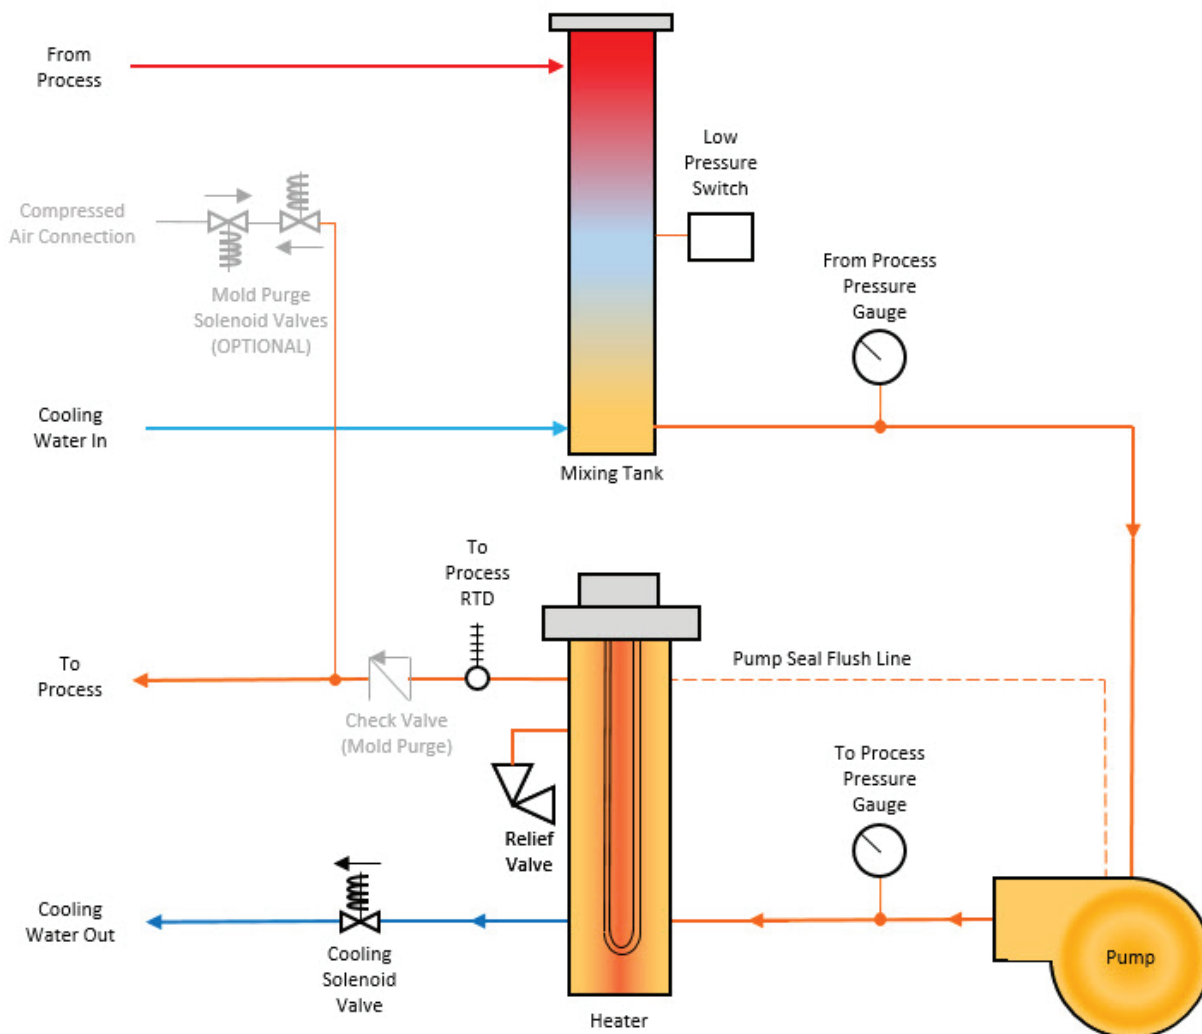 From
Process
Low
Pressure
Switch
Compressed
Air Connection
Mold Purge
Solenoid Valves
(OPTIONAL)
From Process
Pressure
Gauge
Cooling
Water In
Mixing Tank
To
Process
RTD
Pump Seal Flush Line
To
Process
Check Valve
(Mold Purge)
To Process
Pressure
Gauge
Relief
Valve
Cooling
Water Out
Cooling
Solenoid
Valve
Pump
Heater